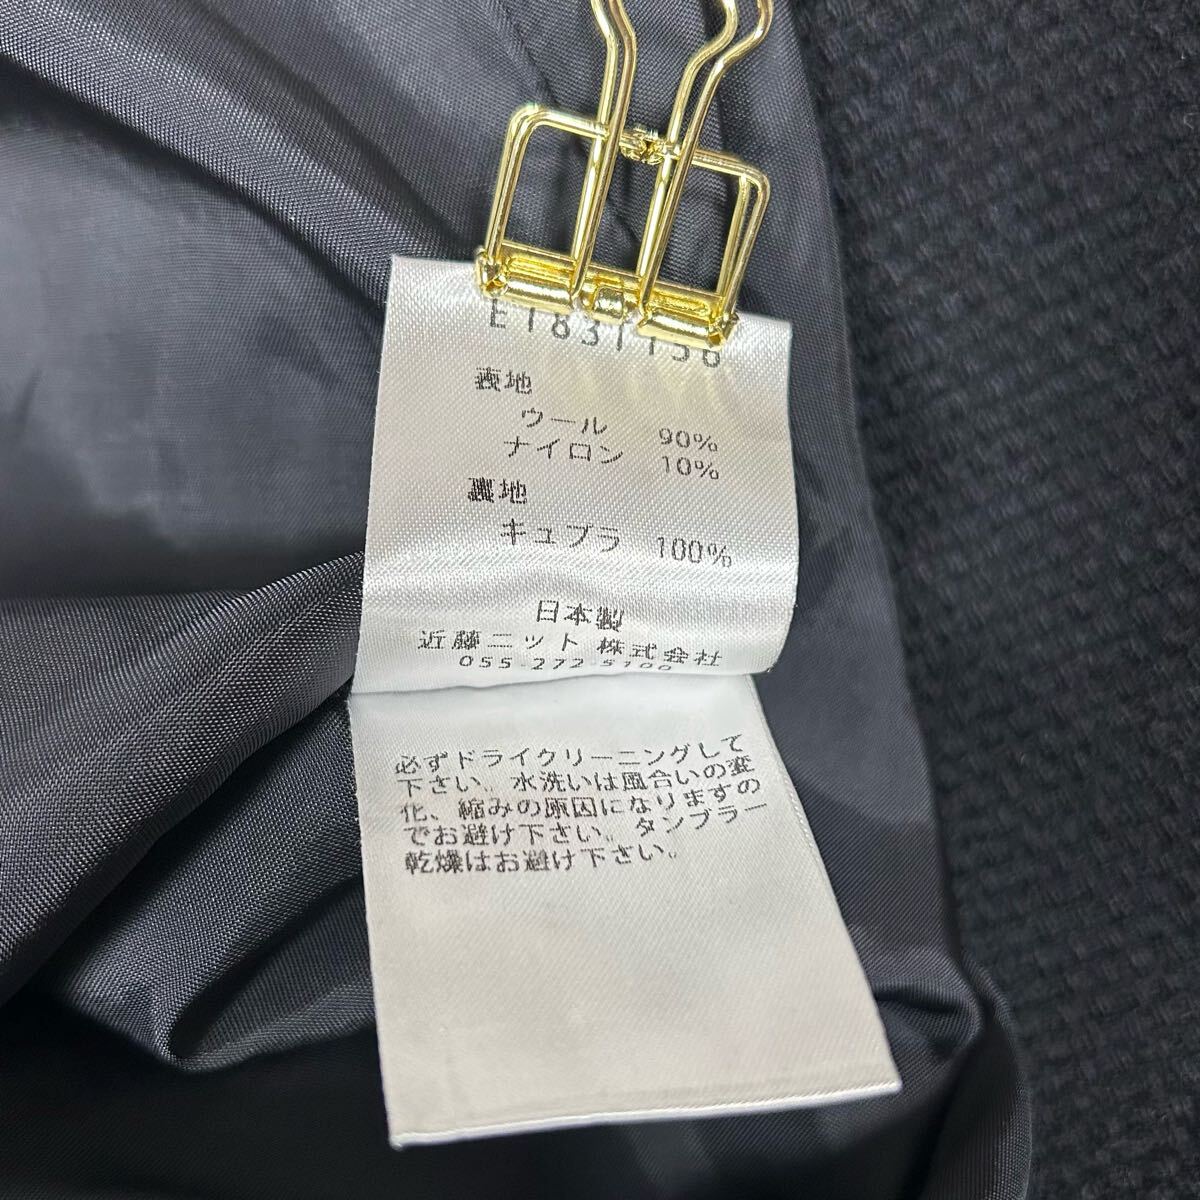 E1831156
表地
ウール 90%
ナイロン 10%
裏地
キュプラ 100%
日本製
近藤ニット 株式会社
055-272-5100
必ずドライクリーニングして
下さい。水洗いは風合いの変
化、縮みの原因になりますの
でお避け下さい。タンブラー
乾燥はお避け下さい。